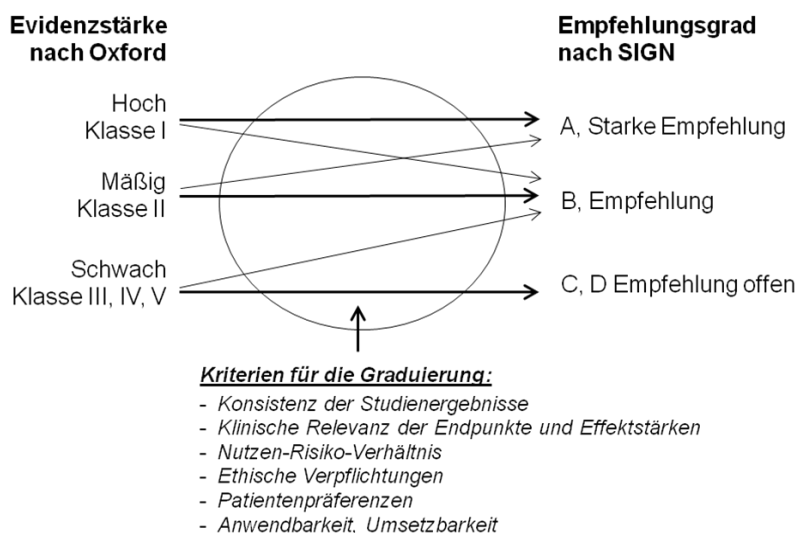 Evidenzstärke
nach Oxford
Empfehlungsgrad
nach SIGN
Hoch
Klasse I
A, Starke Empfehlung
Mäßig
Klasse II
B, Empfehlung
Schwach
Klasse III, IV, V
C, D Empfehlung offen
Kriterien für die Graduierung:
- Konsistenz der Studienergebnisse
- Klinische Relevanz der Endpunkte und Effektstärken
- Nutzen-Risiko-Verhältnis
- Ethische Verpflichtungen
- Patientenpräferenzen
- Anwendbarkeit, Umsetzbarkeit